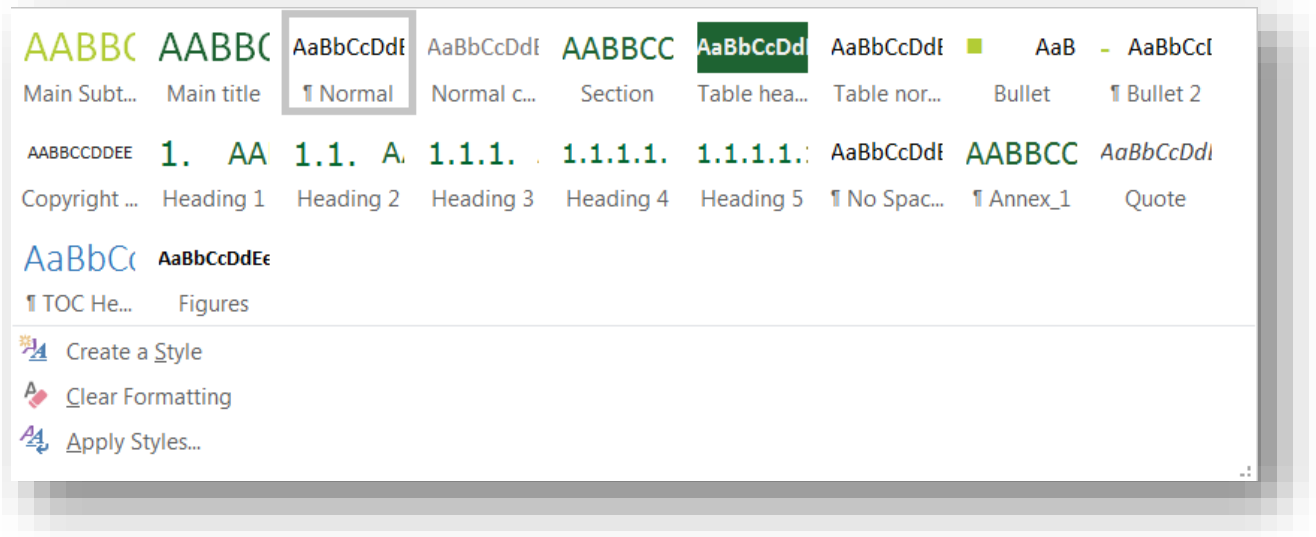 AABBC AABBC AaBbCcDdE AaBbCcDdE AABBCC AaBbCcDd AaBbCcDdE ■ AaB - AaBbCcI
Main Subt... Main title ¶ Normal Normal c... Section Table hea... Table nor... Bullet ¶ Bullet 2
AABBCCDDEE 1. AA 1.1. A 1.1.1. 1.1.1.1. 1.1.1.1.: AaBbCcDdE AABBCC AaBbCcDdI
Copyright ... Heading 1 Heading 2 Heading 3 Heading 4 Heading 5 ¶ No Spac... ¶ Annex_1 Quote
AaBbCc AaBbCcDdEe
¶ TOC He... Figures
Create a Style
Clear Formatting
Apply Styles...